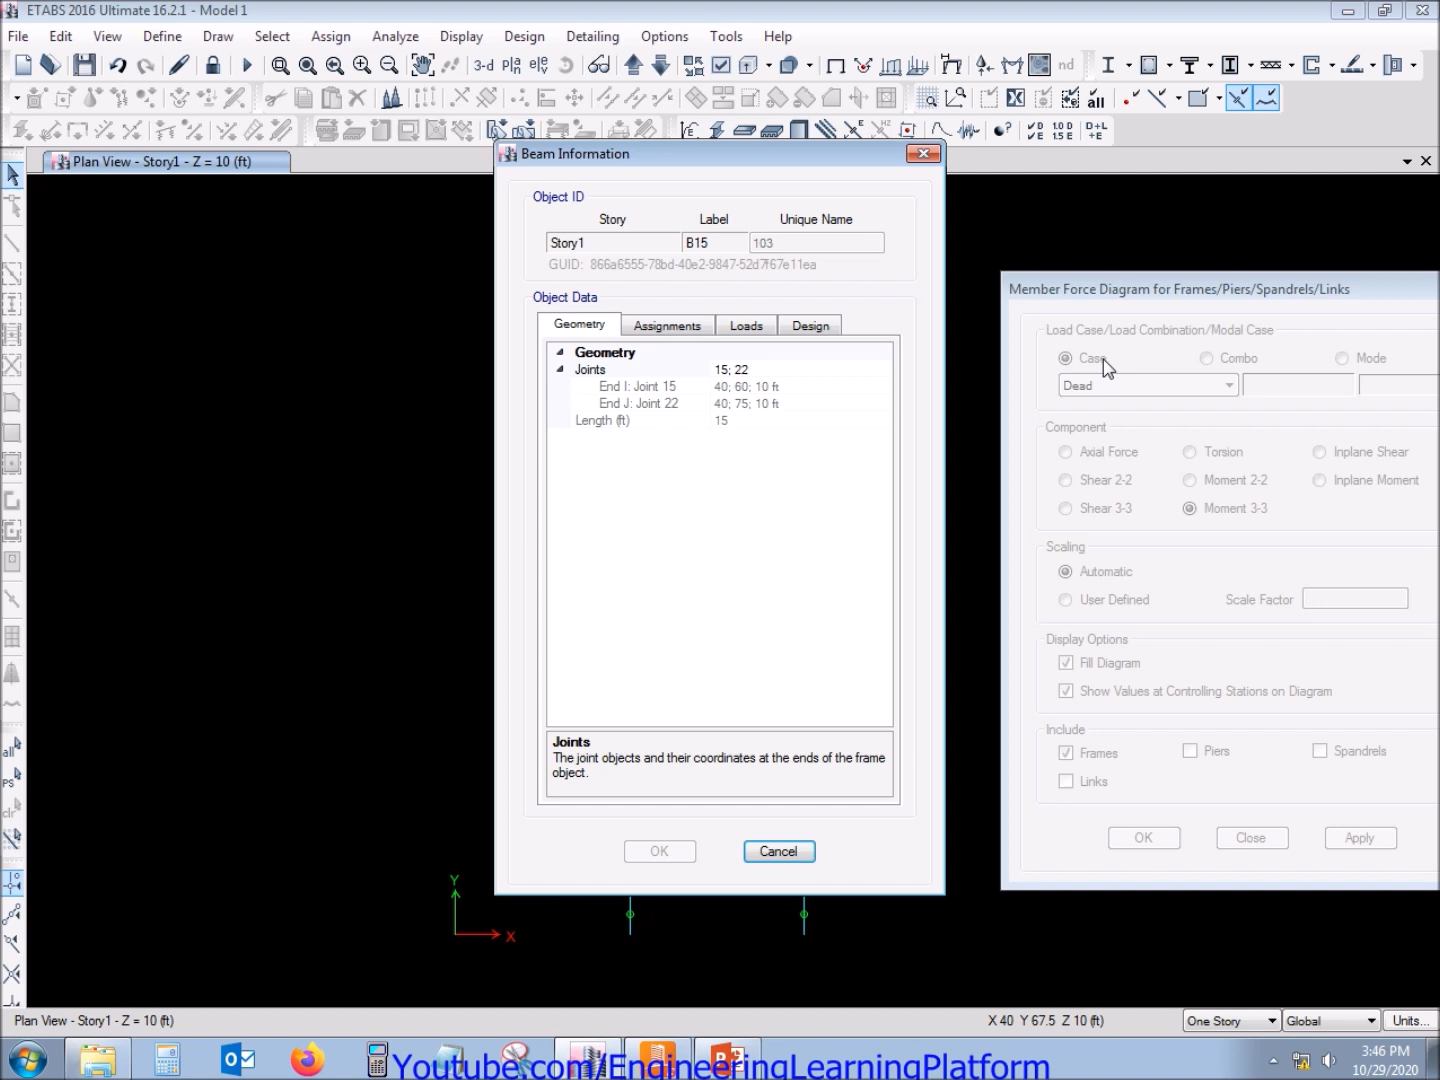 ETABS 2016 Ultimate 16.2.1 - Model 1
File Edit View Define Draw Select Assign Analyze Display Design Detailing Options Tools Help
3-d
nd
all
Plan View - Story1 - Z = 10 (ft)
Beam Information
Object ID
Story Label Unique Name
Story1 B15 103
GUID: 866a6555-78bd-40e2-9847-52d7f67e11ea
Object Data
Geometry Assignments Loads Design
Geometry
Joints 15; 22
End I: Joint 15 40; 60; 10 ft
End J: Joint 22 40; 75; 10 ft
Length (ft) 15
Joints
The joint objects and their coordinates at the ends of the frame
object.
OK Cancel
Member Force Diagram for Frames/Piers/Spandrels/Links
Load Case/Load Combination/Modal Case
Case Combo Mode
Dead
Component
Axial Force Torsion Inplane Shear
Shear 2-2 Moment 2-2 Inplane Moment
Shear 3-3 Moment 3-3
Scaling
Automatic
User Defined Scale Factor
Display Options
Fill Diagram
Show Values at Controlling Stations on Diagram
Include
Frames Piers Spandrels
Links
OK Close Apply
all
PS
clr
Y
X
Plan View - Story1 - Z = 10 (ft) X 40 Y 67.5 Z 10 (ft) One Story Global Units...
Youtube.com/EngineeringLearningPlatform
3:46 PM
10/29/2020